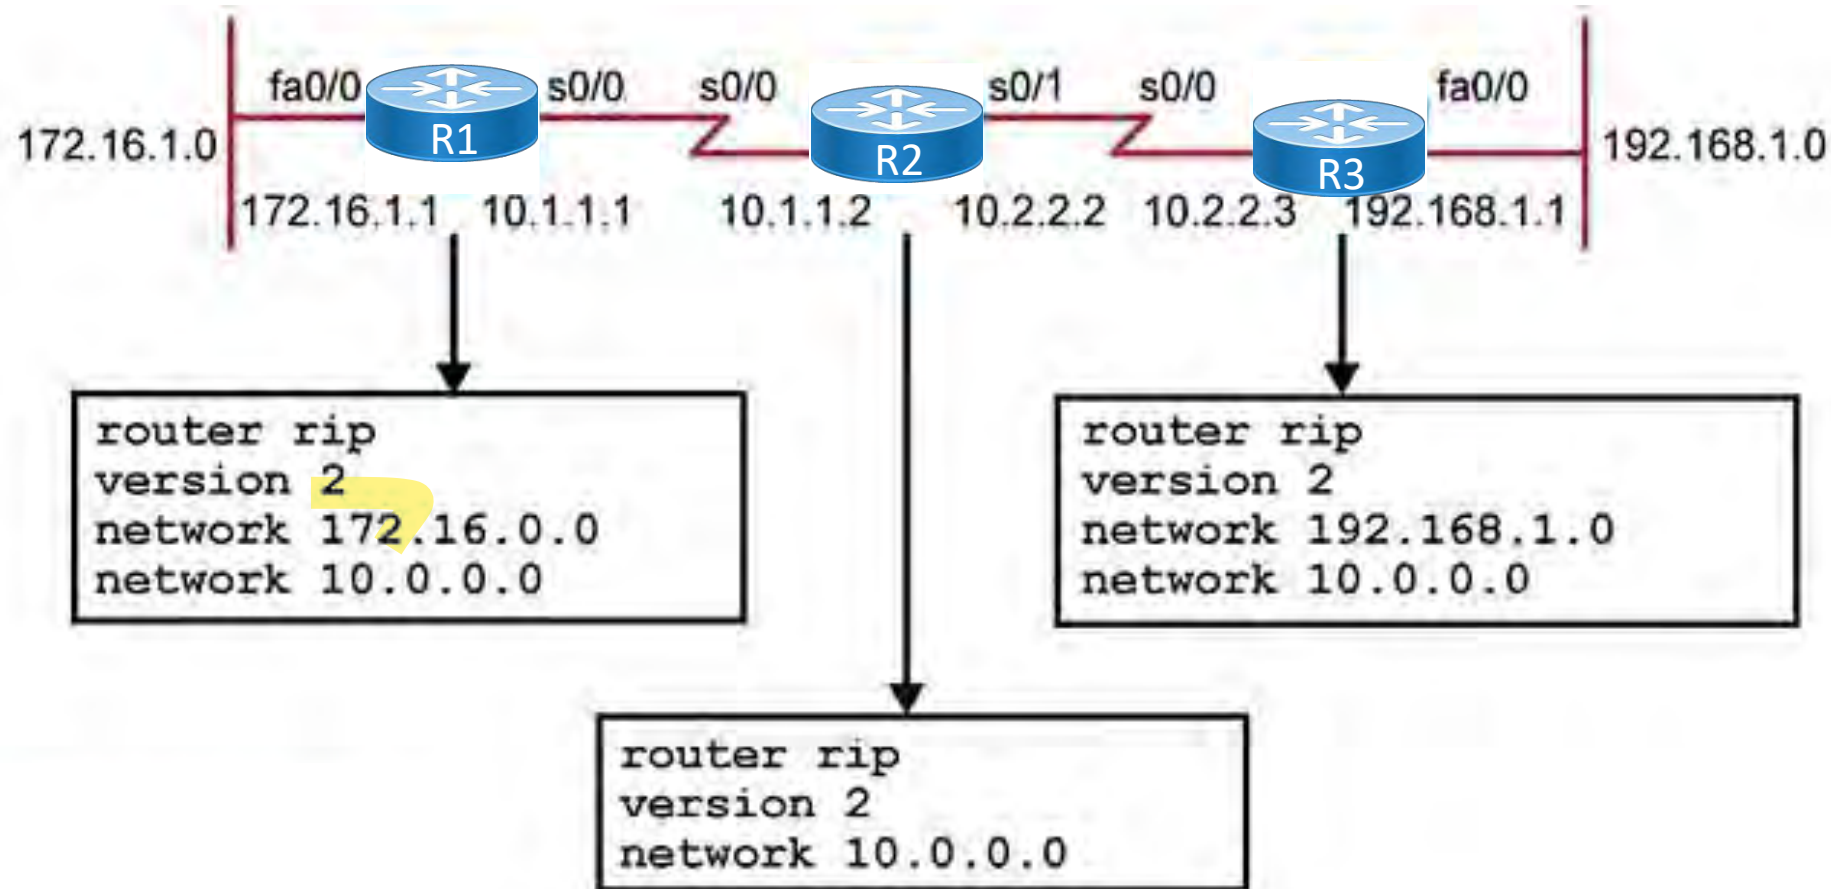 fa0/0 s0/0 s0/0 s0/1 s0/0 fa0/0
R1 R2 R3
172.16.1.0 192.168.1.0
172.16.1.1 10.1.1.1 10.1.1.2 10.2.2.2 10.2.2.3 192.168.1.1
router rip
version 2
network 172.16.0.0
network 10.0.0.0
router rip
version 2
network 192.168.1.0
network 10.0.0.0
router rip
version 2
network 10.0.0.0